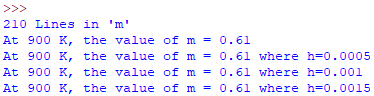 >>>
210 Lines in 'm'
At 900 K, the value of m = 0.61
At 900 K, the value of m = 0.61 where h=0.0005
At 900 K, the value of m = 0.61 where h=0.001
At 900 K, the value of m = 0.61 where h=0.0015